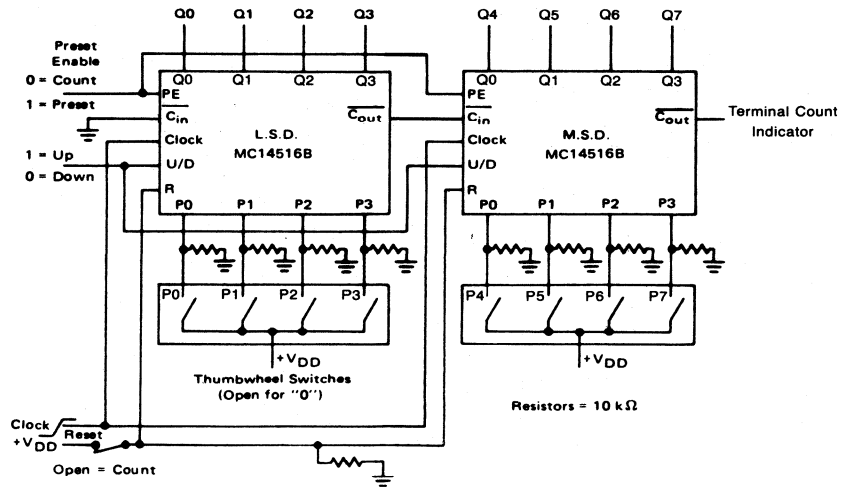 Q0 Q1 Q2 Q3 Q4 Q5 Q6 Q7
Preset
Enable
0 = Count
1 = Preset
Q0 Q1 Q2 Q3
PE
Cin
Clock
U/D
R
Cout
L.S.D.
MC14516B
P0 P1 P2 P3
Q0 Q1 Q2 Q3
PE
Cin
Clock
U/D
R
Cout
M.S.D.
MC14516B
P0 P1 P2 P3
Terminal Count
Indicator
1 = Up
0 = Down
P0 P1 P2 P3
+VDD
Thumbwheel Switches
(Open for "0")
P4 P5 P6 P7
+VDD
Resistors = 10 kΩ
Clock
+VDD
Reset
Open = Count